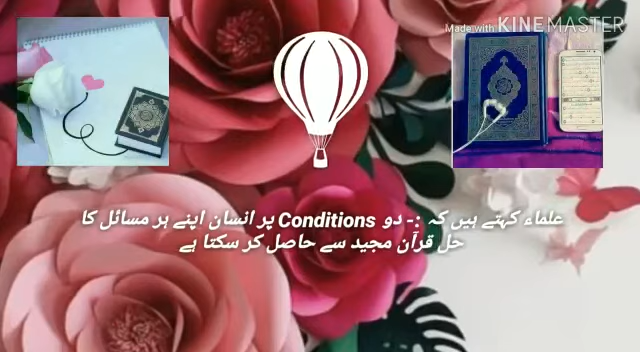 Made with KINEMASTER
علماء کہتے ہیں کہ :- دو Conditions پر انسان اپنے ہر مسائل کا
حل قرآن مجید سے حاصل کر سکتا ہے